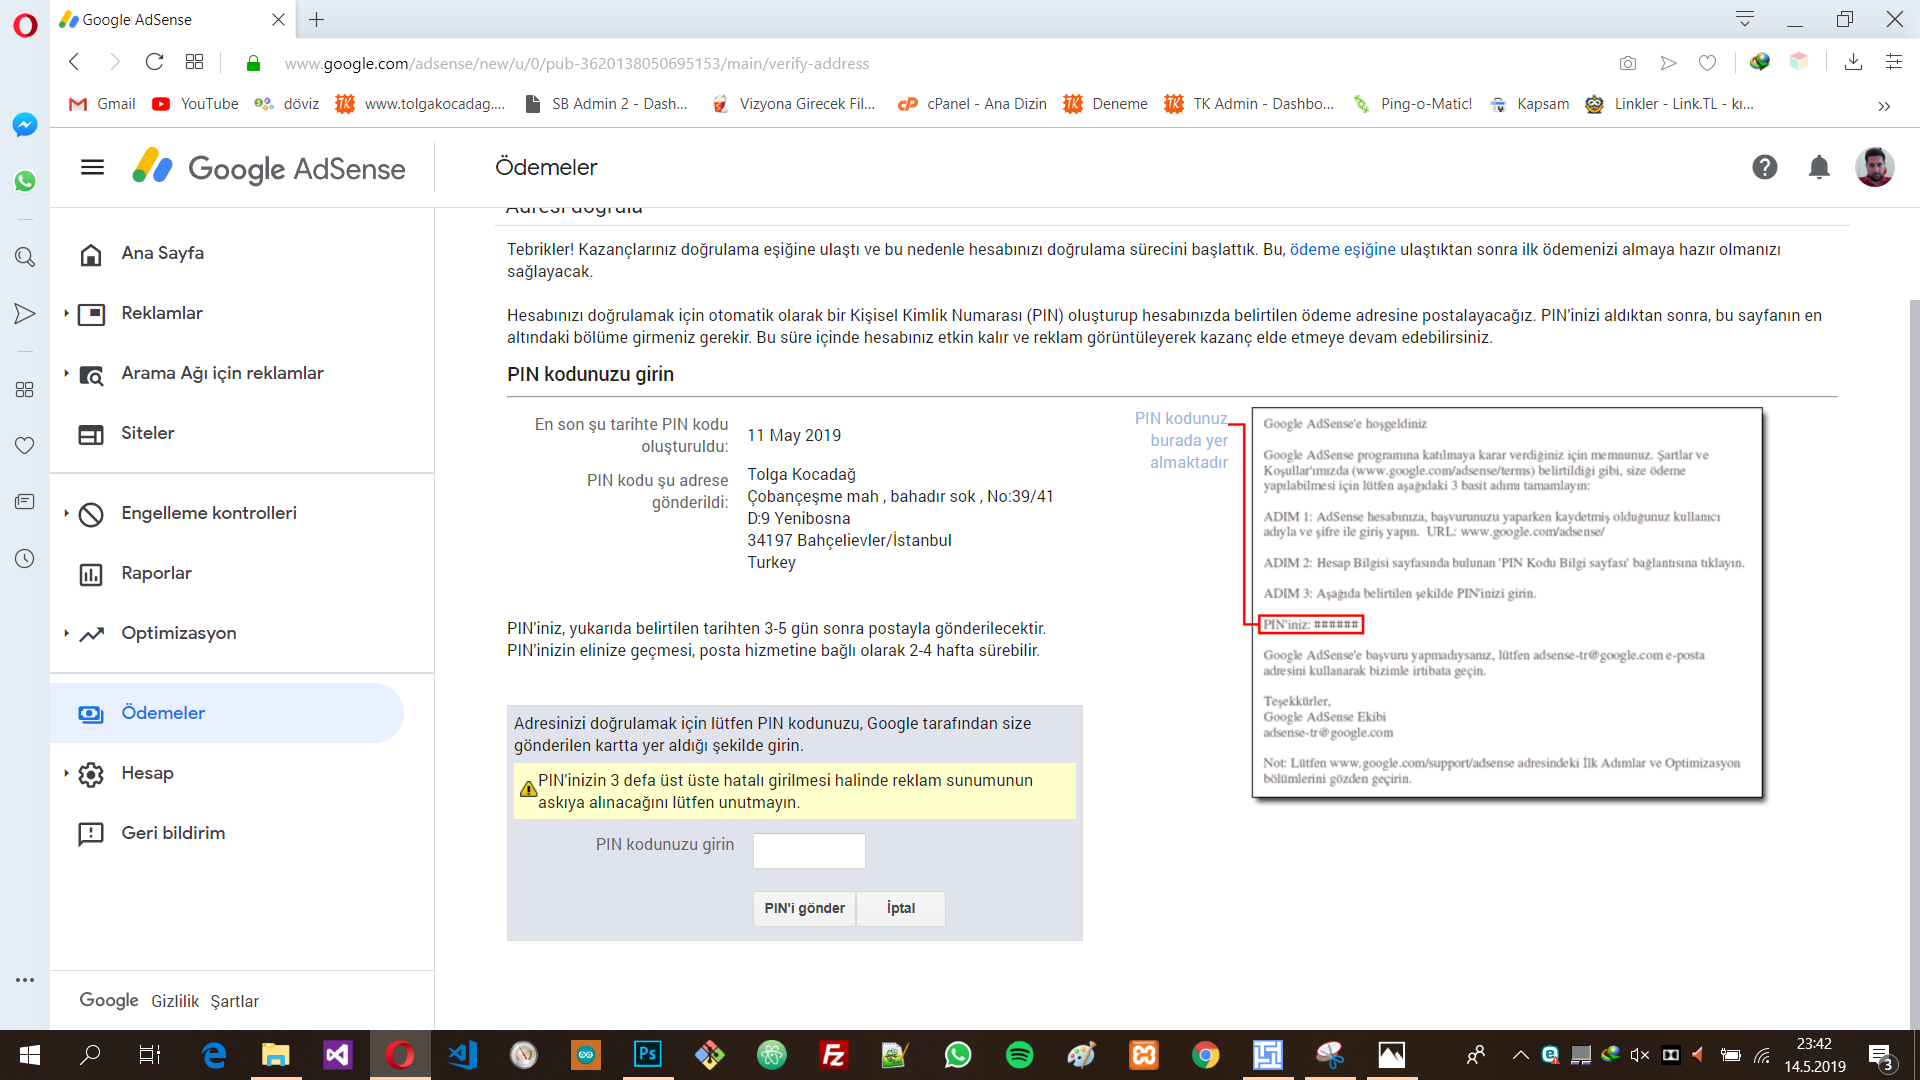 Google AdSense
www.google.com/adsense/new/u/0/pub-3620138050695153/main/verify-address
Gmail
YouTube
döviz
www.tolgakocadag....
SB Admin 2 - Dash...
Vizyona Girecek Fil...
cPanel - Ana Dizin
Deneme
TK Admin - Dashbo...
Ping-o-Matic!
Kapsam
Linkler - Link.TL - kı...
Google AdSense
Ödemeler
Ana Sayfa
Reklamlar
Arama Ağı için reklamlar
Siteler
Engelleme kontrolleri
Raporlar
Optimizasyon
Ödemeler
Hesap
Geri bildirim
Google Gizlilik Şartlar
Adresi doğrula
Tebrikler! Kazançlarınız doğrulama eşiğine ulaştı ve bu nedenle hesabınızı doğrulama sürecini başlattık. Bu, ödeme eşiğine ulaştıktan sonra ilk ödemenizi almaya hazır olmanızı
sağlayacak.
Hesabınızı doğrulamak için otomatik olarak bir Kişisel Kimlik Numarası (PIN) oluşturup hesabınızda belirtilen ödeme adresine postalayacağız. PIN'inizi aldıktan sonra, bu sayfanın en
altındaki bölüme girmeniz gerekir. Bu süre içinde hesabınız etkin kalır ve reklam görüntüleyerek kazanç elde etmeye devam edebilirsiniz.
PIN kodunuzu girin
En son şu tarihte PIN kodu
oluşturuldu:
11 May 2019
PIN kodu şu adrese
gönderildi:
Tolga Kocadağ
Çobançeşme mah , bahadır sok , No:39/41
D:9 Yenibosna
34197 Bahçelievler/İstanbul
Turkey
PIN'iniz, yukarıda belirtilen tarihten 3-5 gün sonra postayla gönderilecektir.
PIN'inizin elinize geçmesi, posta hizmetine bağlı olarak 2-4 hafta sürebilir.
Adresinizi doğrulamak için lütfen PIN kodunuzu, Google tarafından size
gönderilen kartta yer aldığı şekilde girin.
PIN'inizin 3 defa üst üste hatalı girilmesi halinde reklam sunumunun
askıya alınacağını lütfen unutmayın.
PIN kodunuzu girin
PIN'i gönder
İptal
PIN kodunuz
burada yer
almaktadır
Google AdSense'e hoşgeldiniz
Google AdSense programına katılmaya karar verdiğiniz için memnunuz. Şartlar ve
Koşullar'ımızda (www.google.com/adsense/terms) belirtildiği gibi, size ödeme
yapılabilmesi için lütfen aşağıdaki 3 basit adımı tamamlayın:
ADIM 1: AdSense hesabınıza, başvurunuzu yaparken kaydetmiş olduğunuz kullanıcı
adıyla ve şifre ile giriş yapın. URL: www.google.com/adsense/
ADIM 2: Hesap Bilgisi sayfasında bulunan 'PIN Kodu Bilgi sayfası' bağlantısına tıklayın.
ADIM 3: Aşağıda belirtilen şekilde PIN'inizi girin.
PIN'iniz: ######
Google AdSense'e başvuru yapmadıysanız, lütfen adsense-tr@google.com e-posta
adresini kullanarak bizimle irtibata geçin.
Teşekkürler,
Google AdSense Ekibi
adsense-tr@google.com
Not: Lütfen www.google.com/support/adsense adresindeki İlk Adımlar ve Optimizasyon
bölümlerini gözden geçirin.
23:42
14.5.2019
3